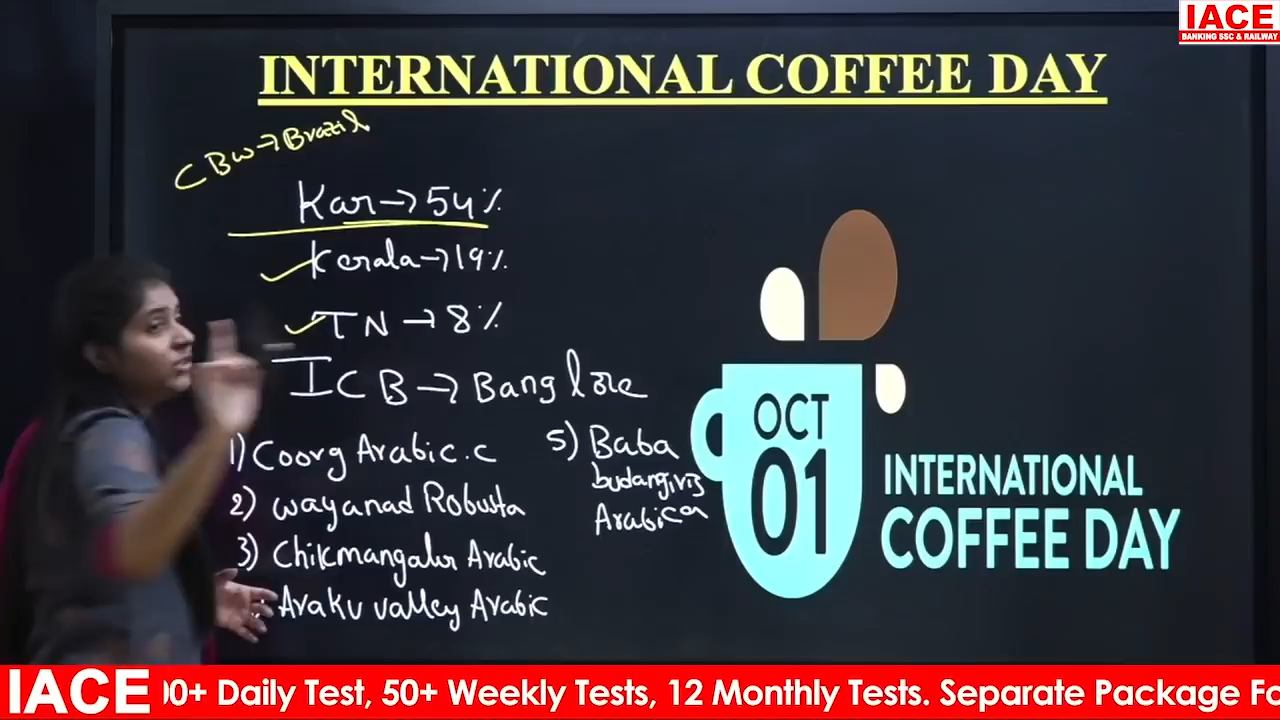 IACE
BANKING SSC & RAILWAY
INTERNATIONAL COFFEE DAY
CBW→Brazil
Kar→54%
Kerala→19%
TN→8%
ICB→Banglore
1) Coorg Arabic.c
2) Wayanad Robusta
3) Chikmangalur Arabic
Araku Valley Arabic
5) Baba
budangiris
Arabica
OCT
01
INTERNATIONAL
COFFEE DAY
IACE
00+ Daily Test, 50+ Weekly Tests, 12 Monthly Tests. Separate Package Fo